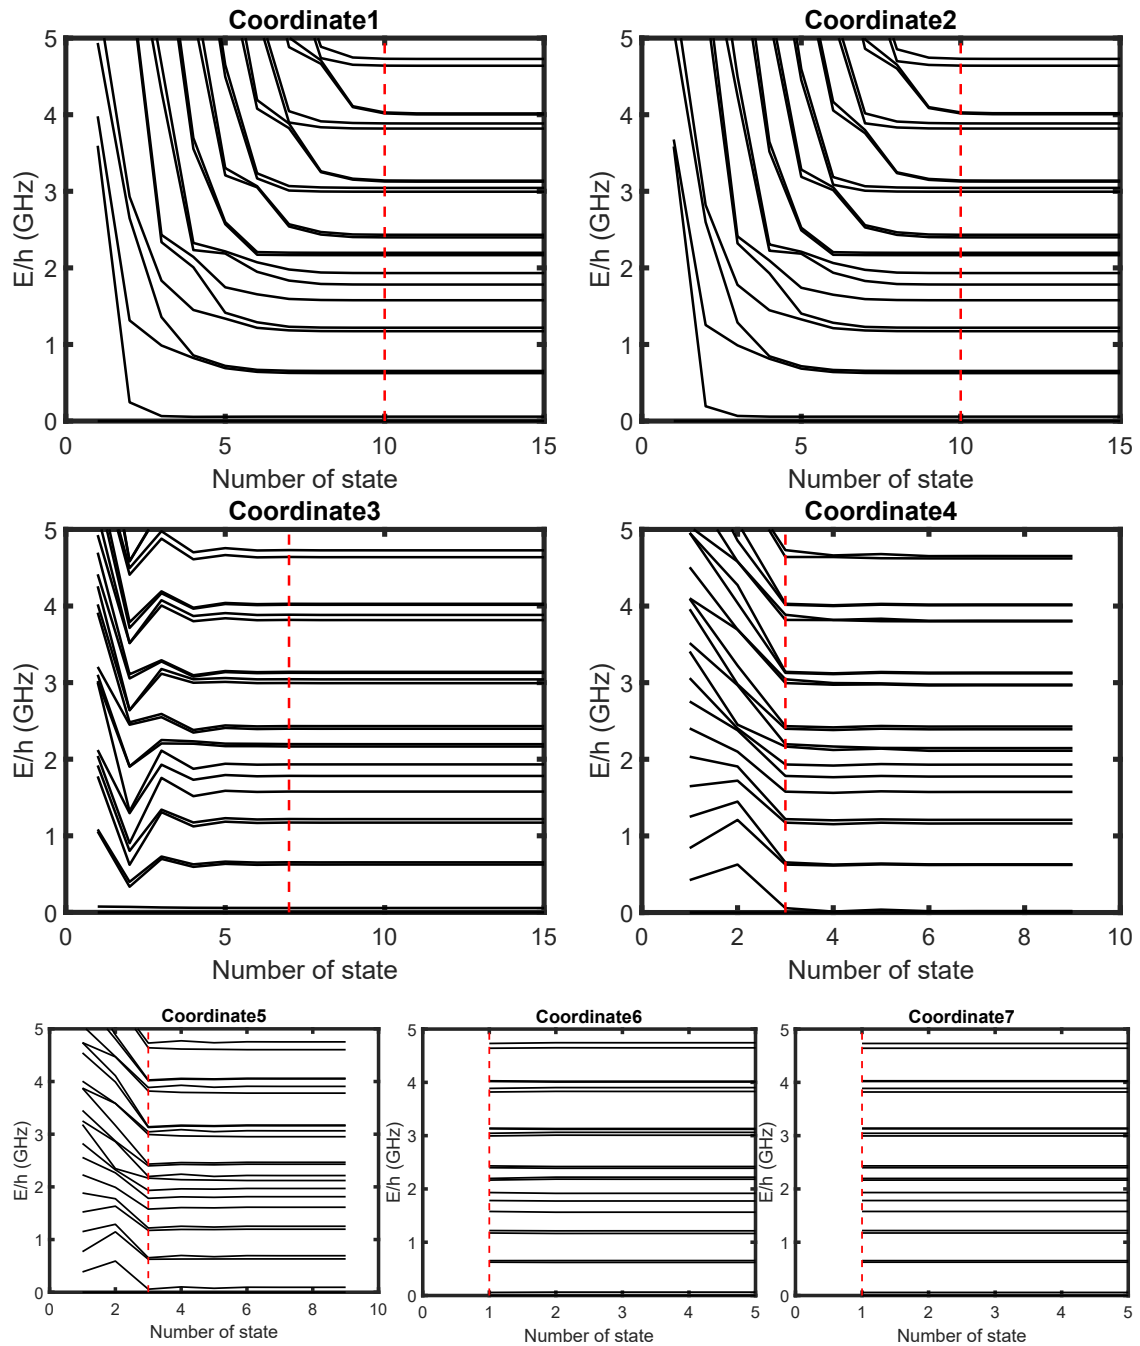 Coordinate1
5
4
3
2
1
0
E/h (GHz)
0 5 10 15
Number of state
Coordinate2
5
4
3
2
1
0
E/h (GHz)
0 5 10 15
Number of state
Coordinate3
5
4
3
2
1
0
E/h (GHz)
0 5 10 15
Number of state
Coordinate4
5
4
3
2
1
0
E/h (GHz)
0 2 4 6 8 10
Number of state
Coordinate5
5
4
3
2
1
0
E/h (GHz)
0 2 4 6 8 10
Number of state
Coordinate6
5
4
3
2
1
0
E/h (GHz)
0 1 2 3 4 5
Number of state
Coordinate7
5
4
3
2
1
0
E/h (GHz)
0 1 2 3 4 5
Number of state